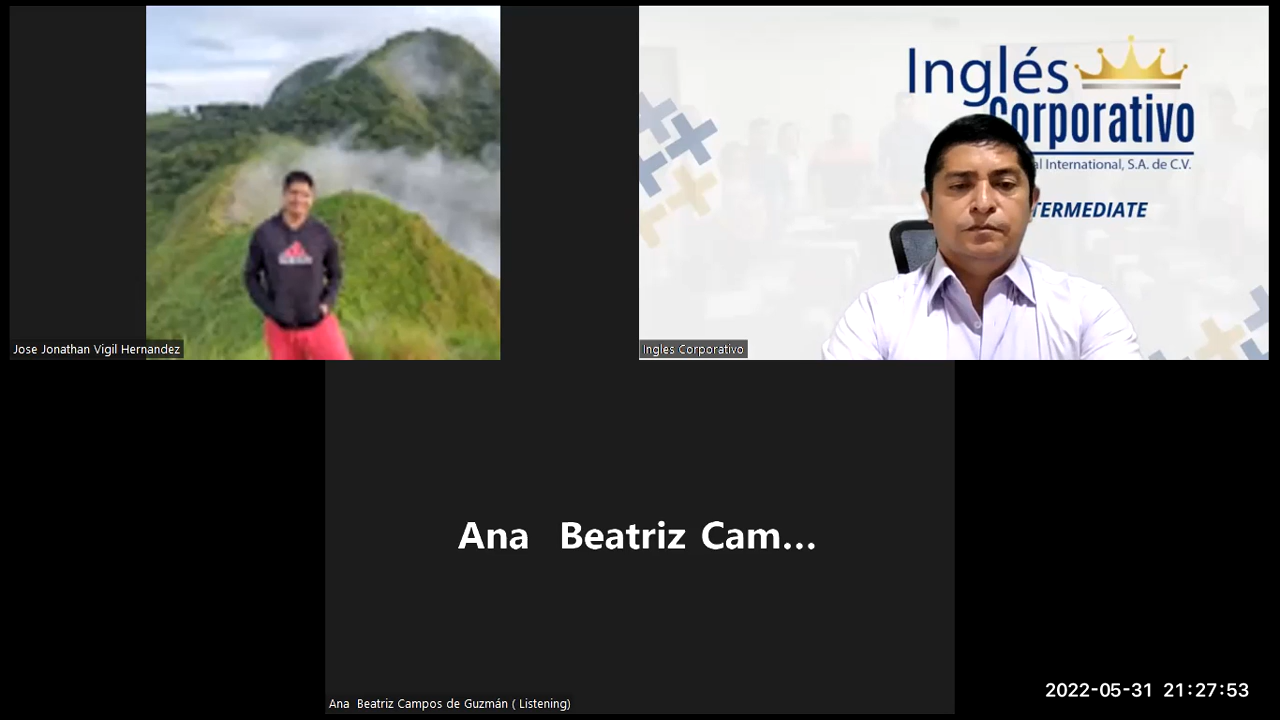 Jose Jonathan Vigil Hernandez
Inglés
Corporativo
al International, S.A. de C.V.
TERMEDIATE
Ingles Corporativo
Ana Beatriz Cam...
Ana Beatriz Campos de Guzmán ( Listening)
2022-05-31 21:27:53